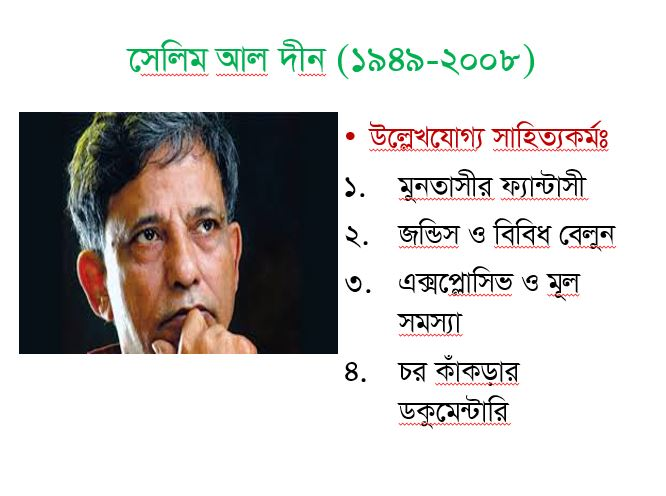 সেলিম আল দীন (১৯৪৯-২০০৮)
• উল্লেখযোগ্য সাহিত্যকর্মঃ
১. মুনতাসীর ফ্যান্টাসী
২. জন্ডিস ও বিবিধ বেলুন
৩. এক্সপ্লোসিভ ও মূল
সমস্যা
৪. চর কাঁকড়ার
ডকুমেন্টারি